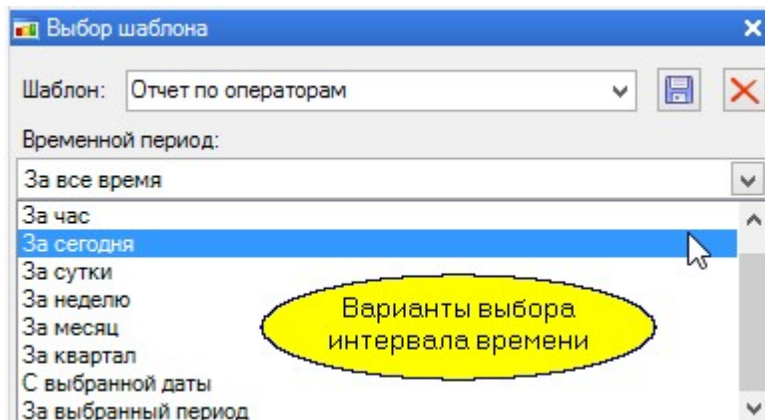 Выбор шаблона
Шаблон: Отчет по операторам
Временной период:
За все время
За час
За сегодня
За сутки
За неделю
За месяц
За квартал
С выбранной даты
За выбранный период
Варианты выбора
интервала времени